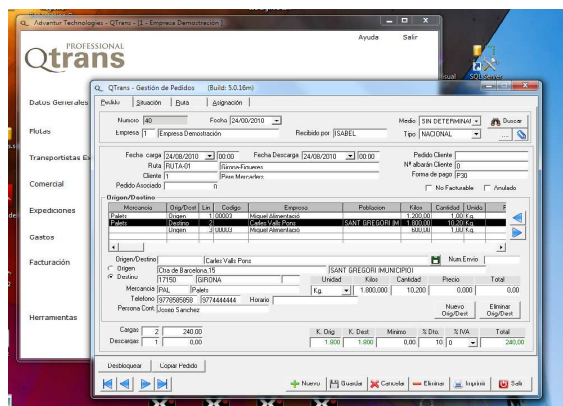 Advantur Technologies - QTrans - [1 - Empresa Demostración]
Ayuda Salir
PROFESSIONAL
Qtrans
Datos Generales
Flotas
Transportistas
Comercial
Expediciones
Gastos
Facturación
Herramientas
SQL Server
QTrans - Gestión de Pedidos (Build: 5.0.16m)
Pedido Situación Ruta Asignación
Numero 40 Fecha 24/08/2010 Medio SIN DETERMINAR Buscar
Empresa 1 Empresa Demostración Recibido por ISABEL Tipo NACIONAL ...
Fecha carga 24/08/2010 00:00 Fecha Descarga 24/08/2010 00:00 Pedido Cliente
Ruta RUTA-01 Girona-Figueres Nº albarán Cliente 0
Cliente 1 Pere Mercaders Forma de pago P30
Pedido Asociado 0 No Facturable Anulado
Origen/Destino
Mercancia Orig/Dest Lin Codigo Empresa Poblacion Kilos Cantidad Unida
Palets Origen 1 00003 Miquel Alimentació 1.200,00 1,00 Kg.
Palets Destino 2 Carles Valls Pons SANT GREGORI (M 1.800,00 10,20 Kg.
Origen 3 00003 Miquel Alimentació 600,00 1,00 Kg.
Origen/Destino Carles Valls Pons Num.Envio
Origen Ctra de Barcelona,15 SANT GREGORI (MUNICIPIO)
Destino 17150 GIRONA Unidad Kilos Cantidad Precio Total
Mercancia PAL Palets Kg. 1.800,000 10,200 0,000 0,00
Telefono 9778585858 9774444444 Horario
Persona Cont. Josep Sanchez Nuevo Orig/Dest Eliminar Orig/Dest
Cargas 2 240,00 K. Orig K. Dest Minimo % Dto. % IVA Total
Descargas 1 0,00 1.800 1.800 0,00 10 0 240,00
Desbloquear Copiar Pedido
Nuevo Guardar Cancelar Eliminar Imprimir Salir